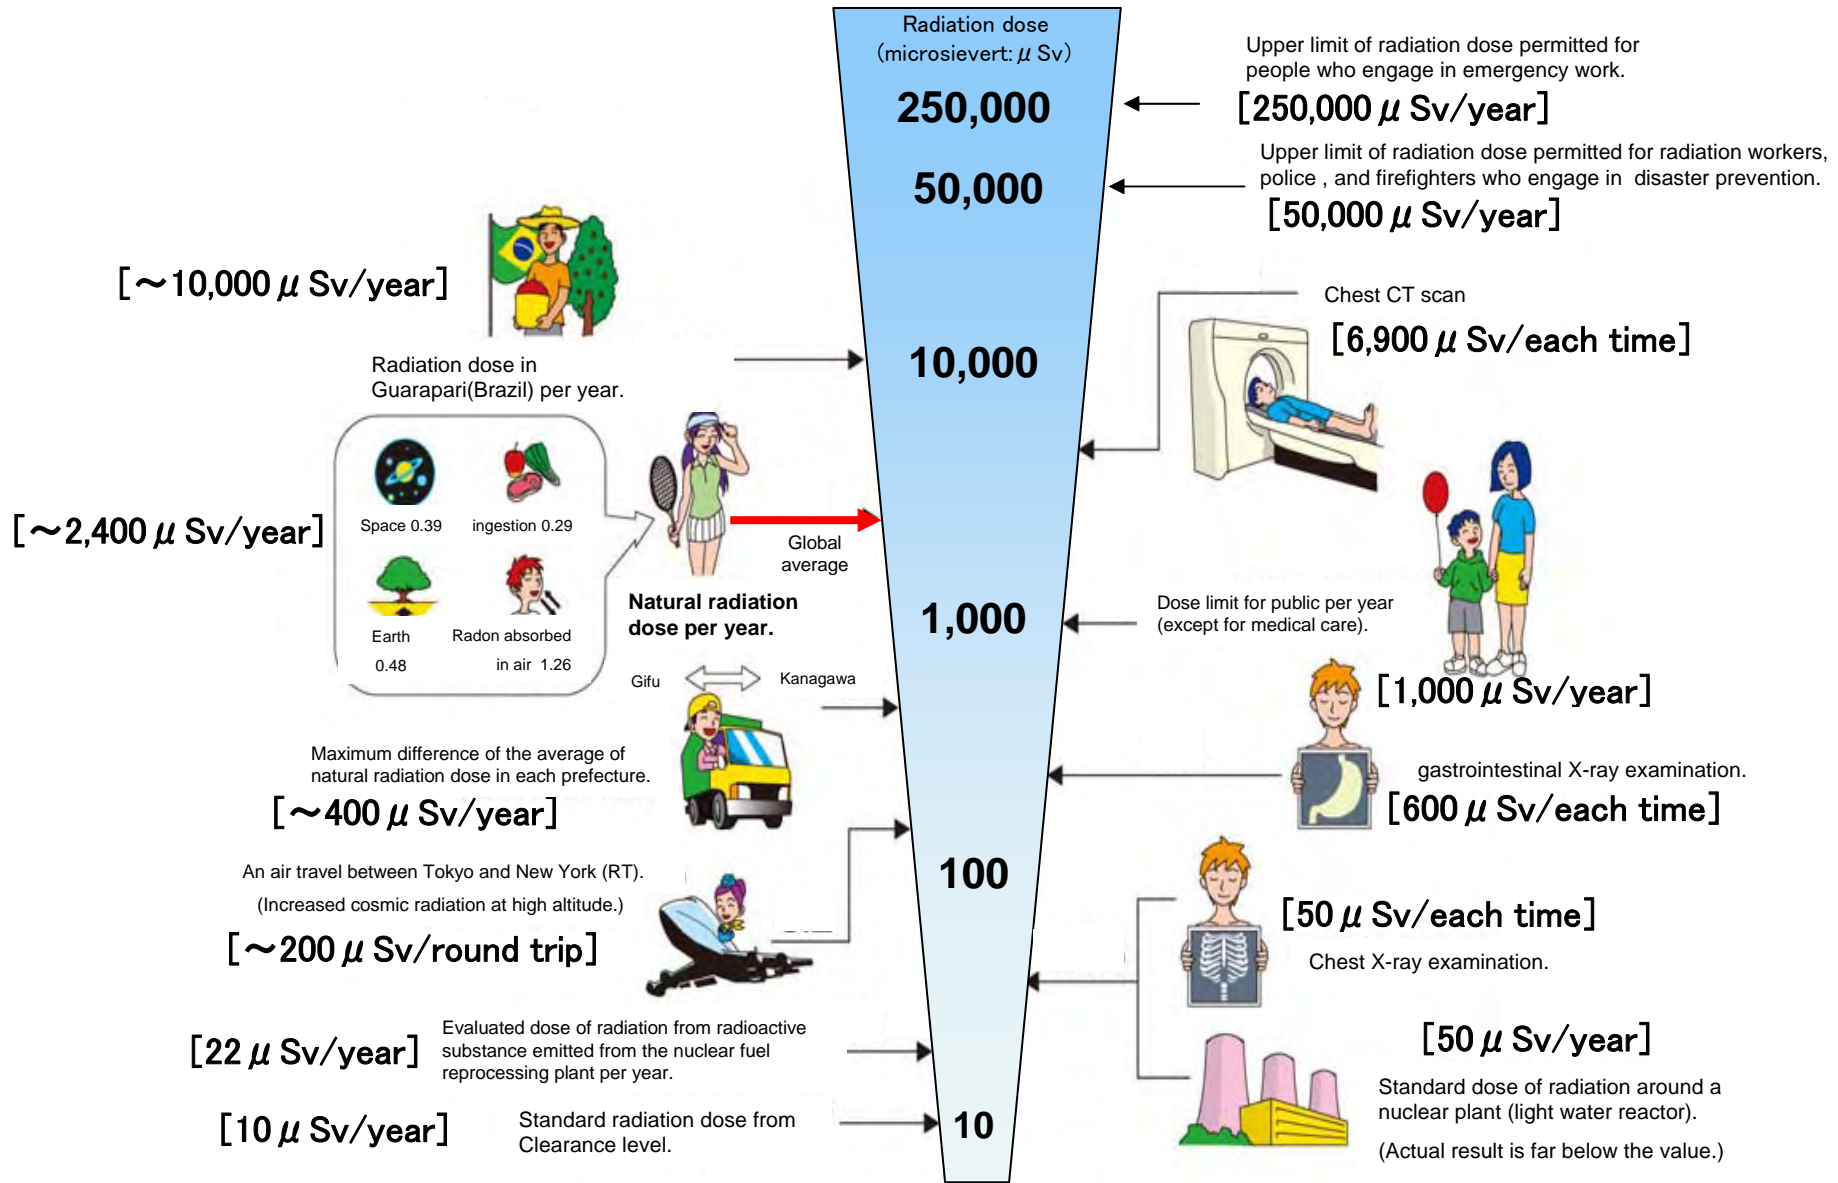 Radiation dose
(microsievert: μ Sv)
250,000
50,000
10,000
1,000
100
10
Upper limit of radiation dose permitted for
people who engage in emergency work.
[250,000 μ Sv/year]
Upper limit of radiation dose permitted for radiation workers,
police , and firefighters who engage in disaster prevention.
[50,000 μ Sv/year]
[~10,000 μ Sv/year]
Radiation dose in
Guarapari(Brazil) per year.
Chest CT scan
[6,900 μ Sv/each time]
[~2,400 μ Sv/year]
Space 0.39
ingestion 0.29
Earth
0.48
Radon absorbed
in air 1.26
Global
average
Natural radiation
dose per year.
Dose limit for public per year
(except for medical care).
[1,000 μ Sv/year]
Gifu
Kanagawa
Maximum difference of the average of
natural radiation dose in each prefecture.
[~400 μ Sv/year]
gastrointestinal X-ray examination.
[600 μ Sv/each time]
An air travel between Tokyo and New York (RT).
(Increased cosmic radiation at high altitude.)
[~200 μ Sv/round trip]
[50 μ Sv/each time]
Chest X-ray examination.
[22 μ Sv/year]
Evaluated dose of radiation from radioactive
substance emitted from the nuclear fuel
reprocessing plant per year.
[50 μ Sv/year]
Standard dose of radiation around a
nuclear plant (light water reactor).
(Actual result is far below the value.)
[10 μ Sv/year]
Standard radiation dose from
Clearance level.